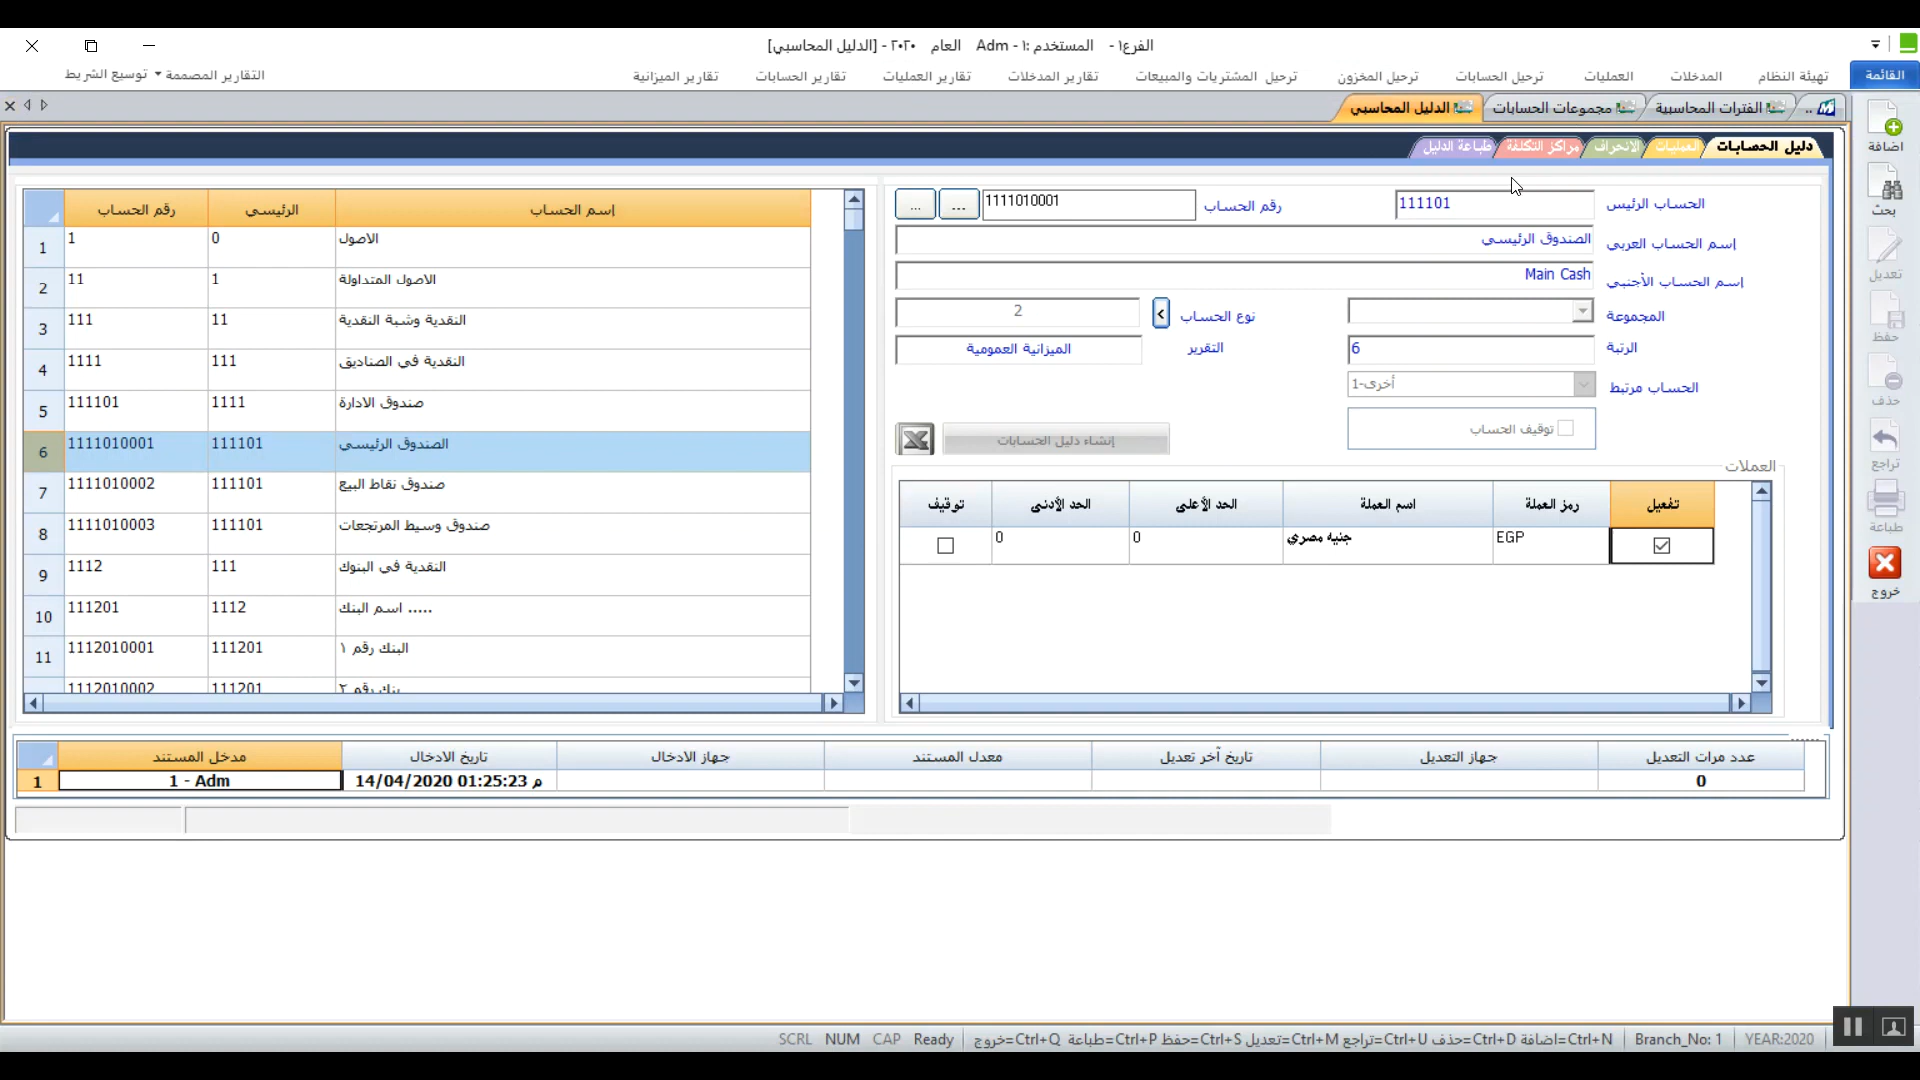 الفرع١ - المستخدم :١ - Adm العام ٢٠٢٠ - [الدليل المحاسبي]
القائمة تهيئة النظام المدخلات العمليات ترحيل الحسابات ترحيل المخزون ترحيل المشتريات والمبيعات تقارير المدخلات تقارير العمليات تقارير الحسابات تقارير الميزانية التقارير المصممة توسيع الشريط
.. الفترات المحاسبية مجموعات الحسابات الدليل المحاسبي
دليل الحسابات العمليات الانحراف مراكز التكلفة طباعة الدليل
اضافة
بحث
تعديل
حفظ
حذف
تراجع
طباعة
خروج
الحساب الرئيس 111101 رقم الحساب 1111010001 ... ...
إسم الحساب العربي الصندوق الرئيسي
إسم الحساب الأجنبي Main Cash
المجموعة نوع الحساب < 2
الرتبة 6 التقرير الميزانية العمومية
الحساب مرتبط أخرى-1
توقيف الحساب
إنشاء دليل الحسابات
العملات
تفعيل رمز العملة اسم العملة الحد الأعلى الحد الأدنى توقيف
EGP جنيه مصري 0 0
رقم الحساب الرئيسي إسم الحساب
1 1 0 الاصول
2 11 1 الاصول المتداولة
3 111 11 النقدية وشبة النقدية
4 1111 111 النقدية في الصناديق
5 111101 1111 صندوق الادارة
6 1111010001 111101 الصندوق الرئيسي
7 1111010002 111101 صندوق نقاط البيع
8 1111010003 111101 صندوق وسيط المرتجعات
9 1112 111 النقدية في البنوك
10 111201 1112 اسم البنك .....
11 1112010001 111201 البنك رقم ١
1112010002 111201 بنك رقم ٢
مدخل المستند تاريخ الادخال جهاز الادخال معدل المستند تاريخ آخر تعديل جهاز التعديل عدد مرات التعديل
1 1 - Adm 14/04/2020 01:25:23 م 0
SCRL NUM CAP Ready Ctrl+N=اضافة Ctrl+D=حذف Ctrl+U=تراجع Ctrl+M=تعديل Ctrl+S=حفظ Ctrl+P=طباعة Ctrl+Q=خروج Branch_No: 1 YEAR:2020